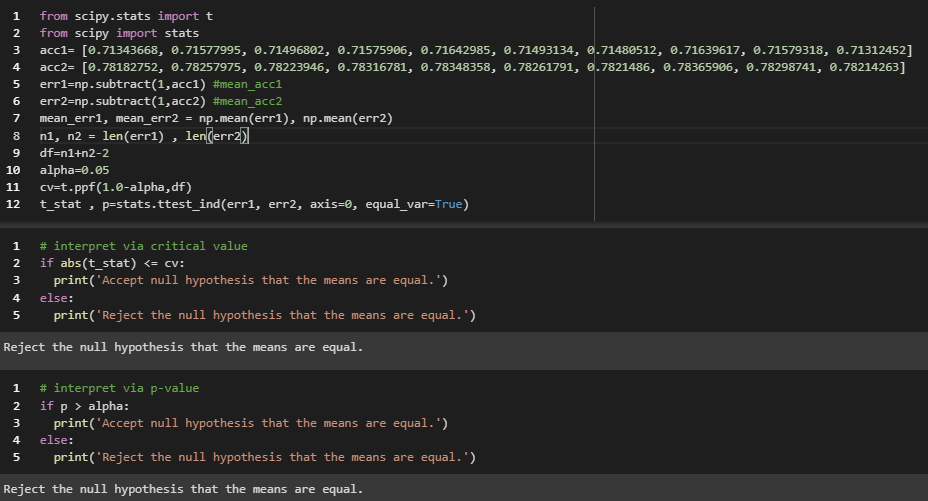 1 from scipy.stats import t
2 from scipy import stats
3 acc1= [0.71343668, 0.71577995, 0.71496802, 0.71575906, 0.71642985, 0.71493134, 0.71480512, 0.71639617, 0.71579318, 0.71312452]
4 acc2= [0.78182752, 0.78257975, 0.78223946, 0.78316781, 0.78348358, 0.78261791, 0.7821486, 0.78365906, 0.78298741, 0.78214263]
5 err1=np.subtract(1,acc1) #mean_acc1
6 err2=np.subtract(1,acc2) #mean_acc2
7 mean_err1, mean_err2 = np.mean(err1), np.mean(err2)
8 n1, n2 = len(err1) , len(err2)
9 df=n1+n2-2
10 alpha=0.05
11 cv=t.ppf(1.0-alpha,df)
12 t_stat , p=stats.ttest_ind(err1, err2, axis=0, equal_var=True)
1 # interpret via critical value
2 if abs(t_stat) <= cv:
3 print('Accept null hypothesis that the means are equal.')
4 else:
5 print('Reject the null hypothesis that the means are equal.')
Reject the null hypothesis that the means are equal.
1 # interpret via p-value
2 if p > alpha:
3 print('Accept null hypothesis that the means are equal.')
4 else:
5 print('Reject the null hypothesis that the means are equal.')
Reject the null hypothesis that the means are equal.